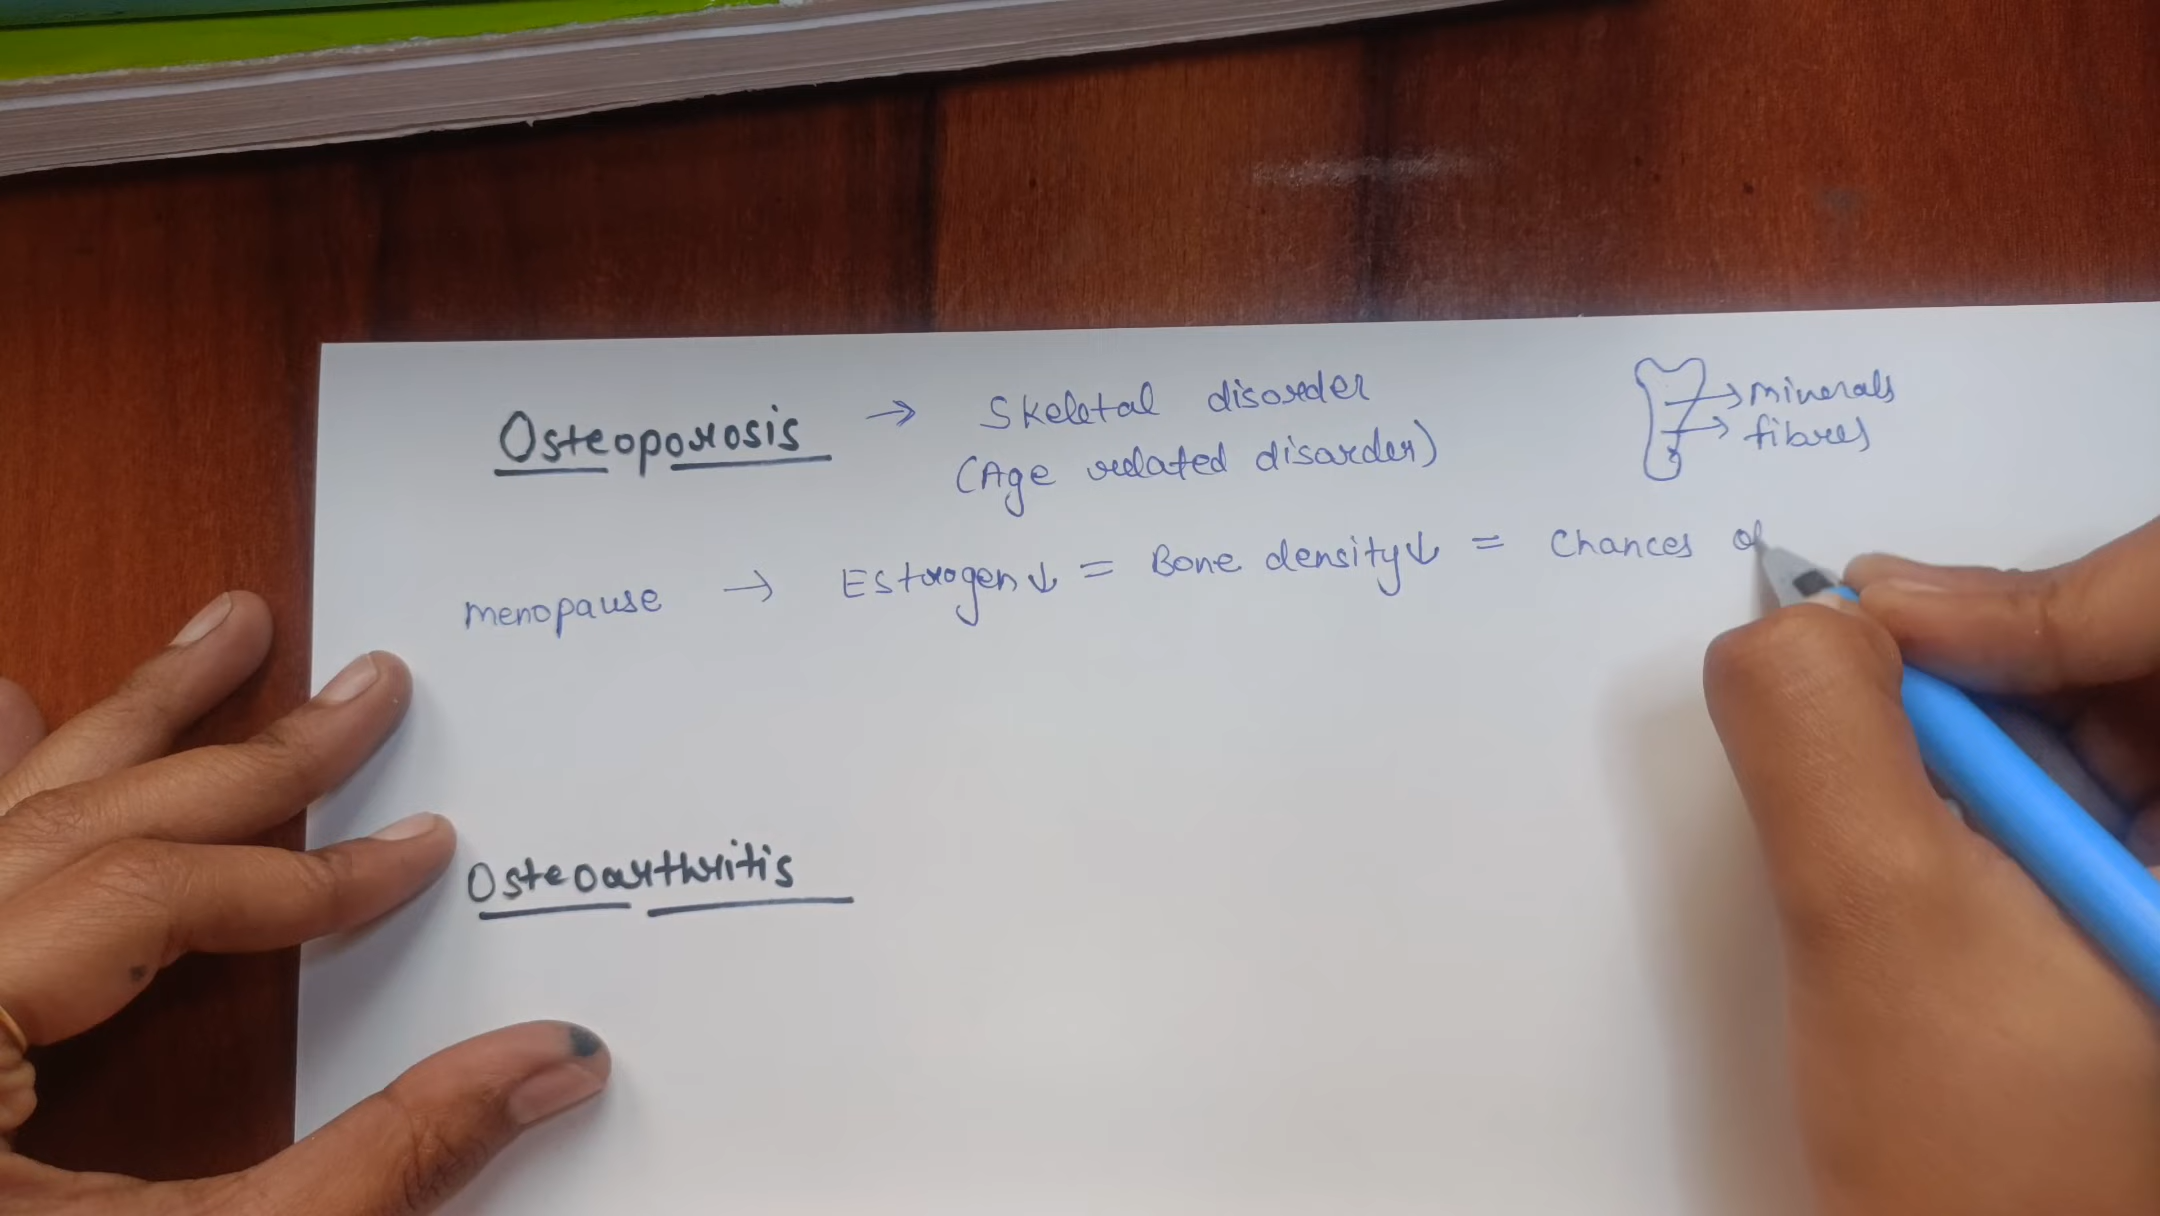 Osteoporosis → Skeletal disorder
(Age related disorder)
minerals
fibres
menopause → Estrogen↓ = Bone density↓ = Chances of
Osteoarthritis